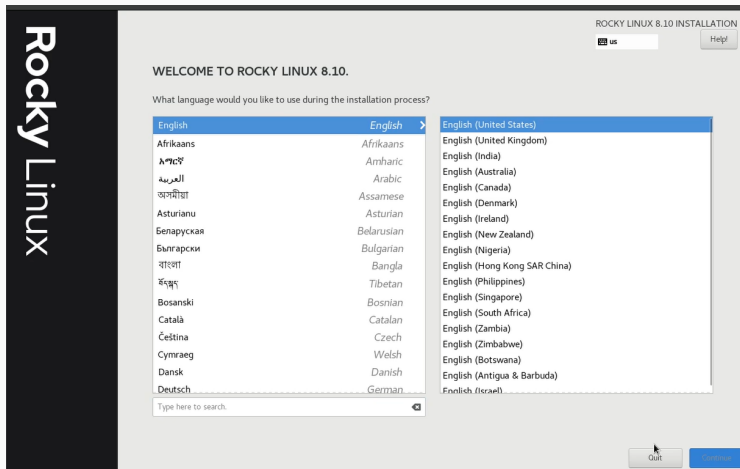 Rocky Linux
ROCKY LINUX 8.10 INSTALLATION
us
Help!
WELCOME TO ROCKY LINUX 8.10.
What language would you like to use during the installation process?
English English
Afrikaans Afrikaans
አማርኛ Amharic
العربية Arabic
অসমীয়া Assamese
Asturianu Asturian
Беларуская Belarusian
Български Bulgarian
বাংলা Bangla
བོད་སྐད་ Tibetan
Bosanski Bosnian
Català Catalan
Čeština Czech
Cymraeg Welsh
Dansk Danish
Deutsch German
Type here to search.
English (United States)
English (United Kingdom)
English (India)
English (Australia)
English (Canada)
English (Denmark)
English (Ireland)
English (New Zealand)
English (Nigeria)
English (Hong Kong SAR China)
English (Philippines)
English (Singapore)
English (South Africa)
English (Zambia)
English (Zimbabwe)
English (Botswana)
English (Antigua & Barbuda)
English (Israel)
Quit
Continue